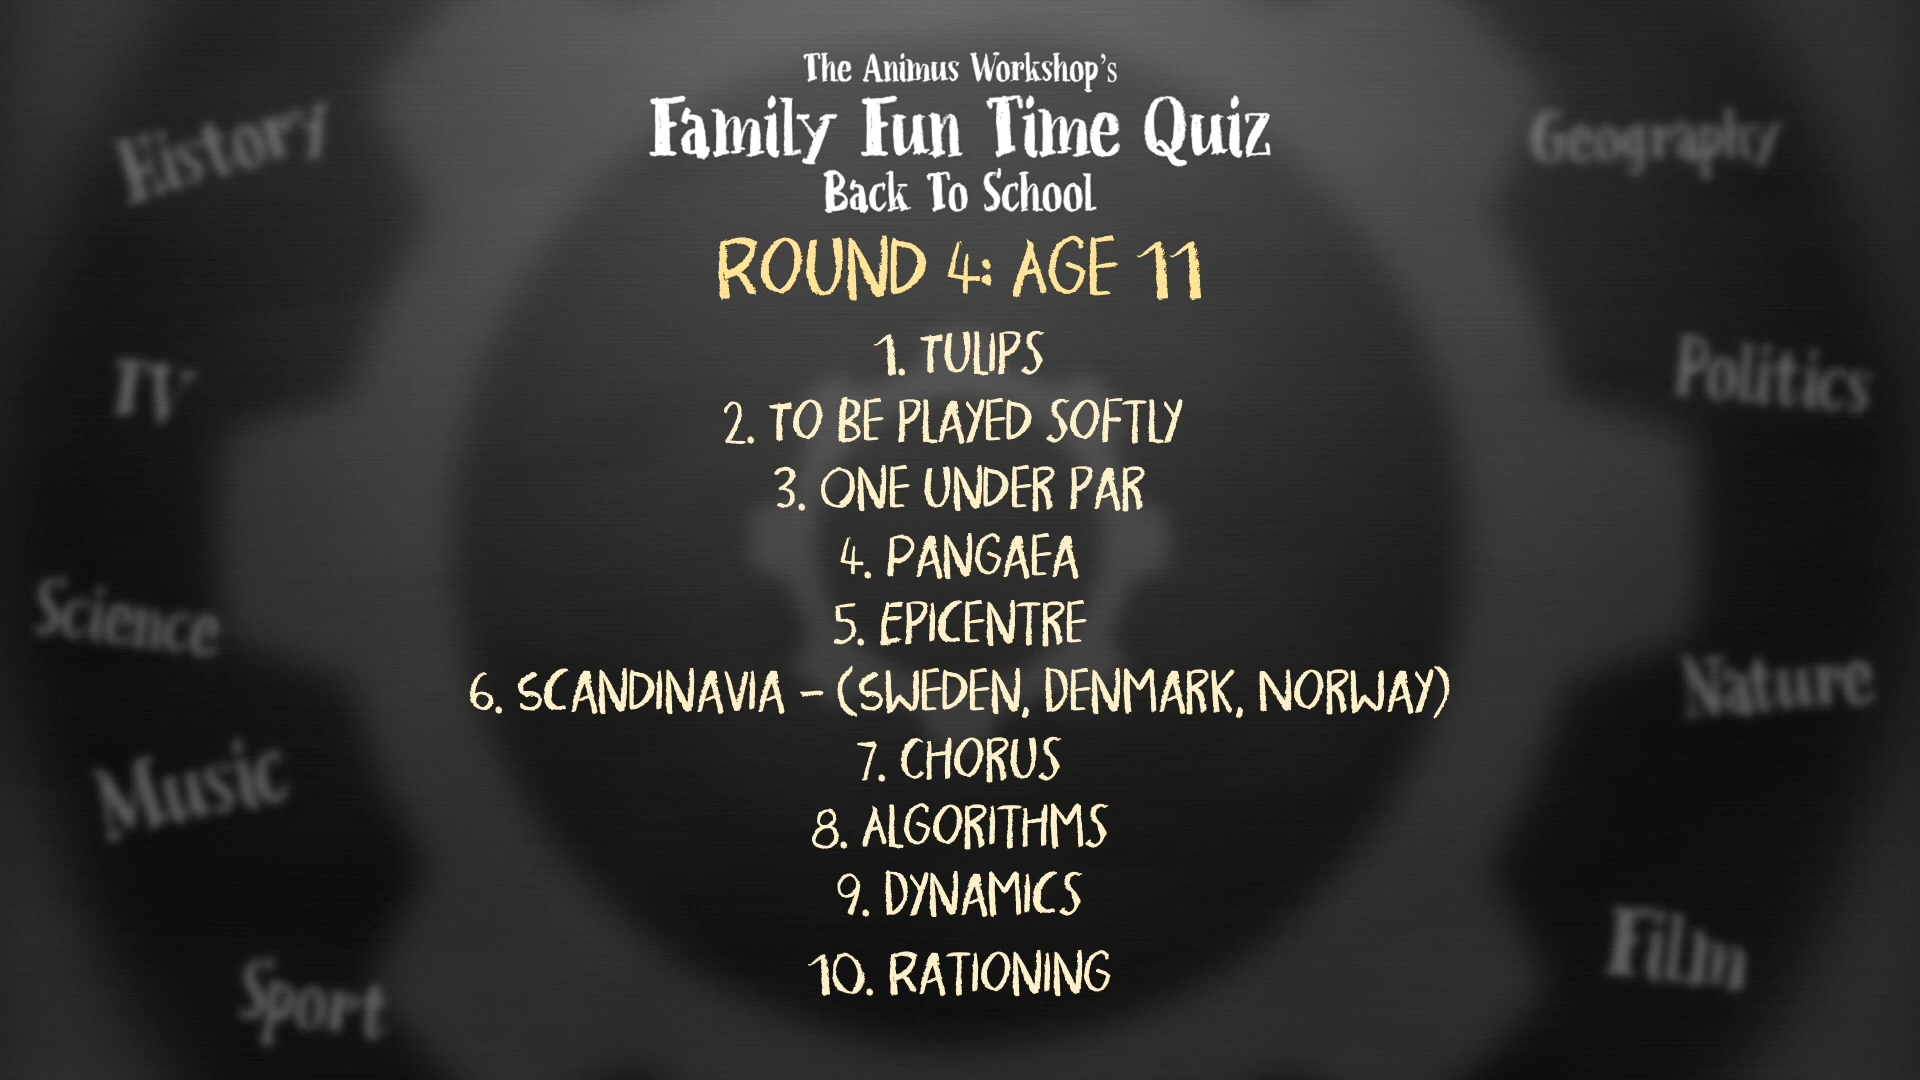 The Animus Workshop's
Family Fun Time Quiz
Back To School
ROUND 4: AGE 11
1. TULIPS
2. TO BE PLAYED SOFTLY
3. ONE UNDER PAR
4. PANGAEA
5. EPICENTRE
6. SCANDINAVIA - (SWEDEN, DENMARK, NORWAY)
7. CHORUS
8. ALGORITHMS
9. DYNAMICS
10. RATIONING
History
TV
Science
Music
Sport
Geography
Politics
Nature
Film